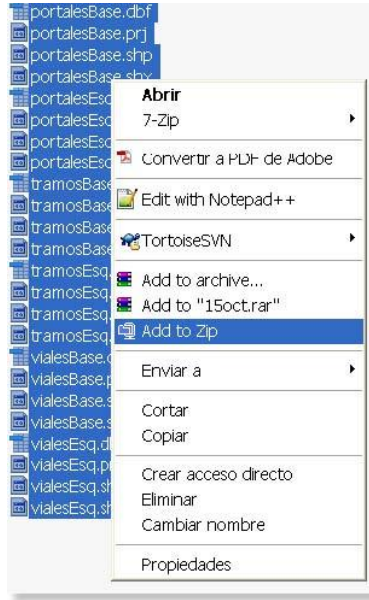 portalesBase.dbf
portalesBase.prj
portalesBase.shp
portalesBase.shx
portalesEsq
portalesEsq
portalesEsq
portalesEsq
tramosBase
tramosBase
tramosBase
tramosBase
tramosEsq.
tramosEsq.
tramosEsq.
tramosEsq.
vialesBase.d
vialesBase.p
vialesBase.s
vialesBase.s
vialesEsq.d
vialesEsq.pr
vialesEsq.sh
vialesEsq.sh
Abrir
7-Zip
Convertir a PDF de Adobe
Edit with Notepad++
TortoiseSVN
Add to archive...
Add to "15oct.rar"
Add to Zip
Enviar a
Cortar
Copiar
Crear acceso directo
Eliminar
Cambiar nombre
Propiedades